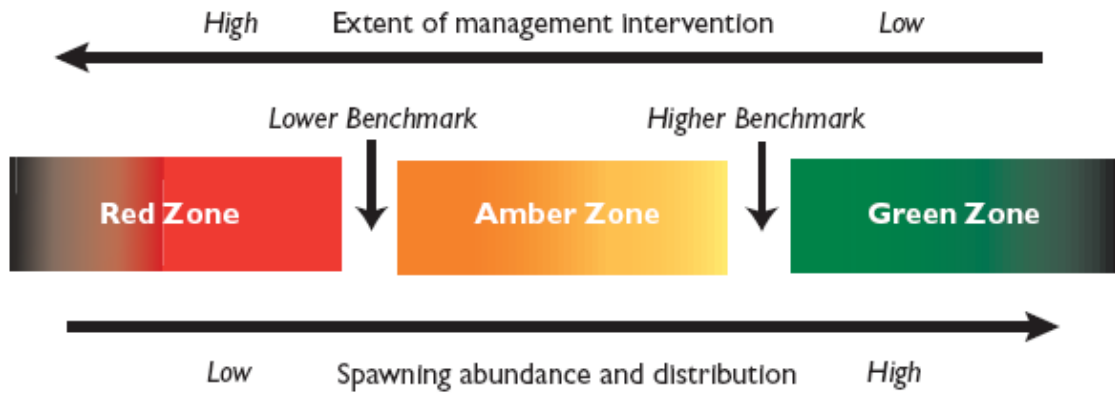 High Extent of management intervention Low
Lower Benchmark Higher Benchmark
Red Zone Amber Zone Green Zone
Low Spawning abundance and distribution High